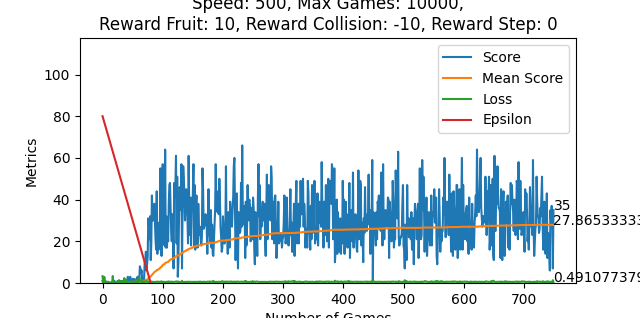 Speed: 500, Max Games: 10000,
Reward Fruit: 10, Reward Collision: -10, Reward Step: 0
Metrics
100
80
60
40
20
0
Score
Mean Score
Loss
Epsilon
35
27.86533333
0.491077379
0 100 200 300 400 500 600 700
Number of Games